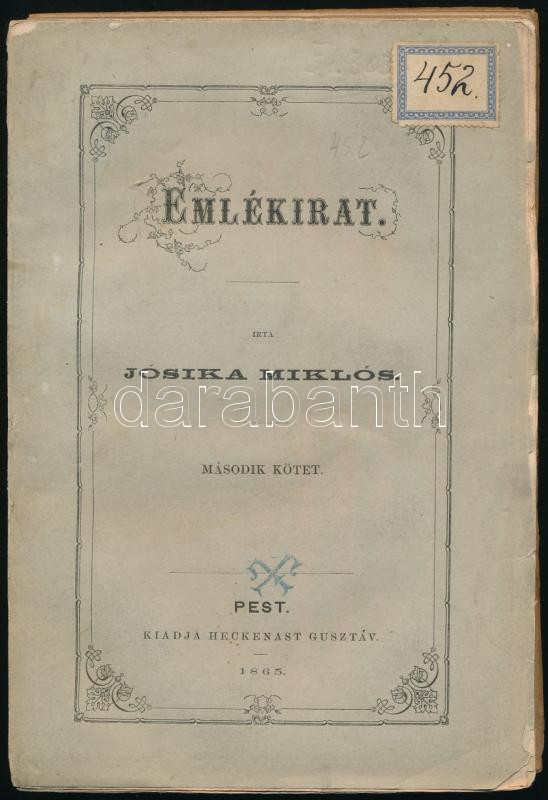 452.
452
EMLÉKIRAT.
IRTA
JÓSIKA MIKLÓS.
darabanth
MÁSODIK KÖTET.
PEST.
KIADJA HECKENAST GUSZTÁV.
1865.